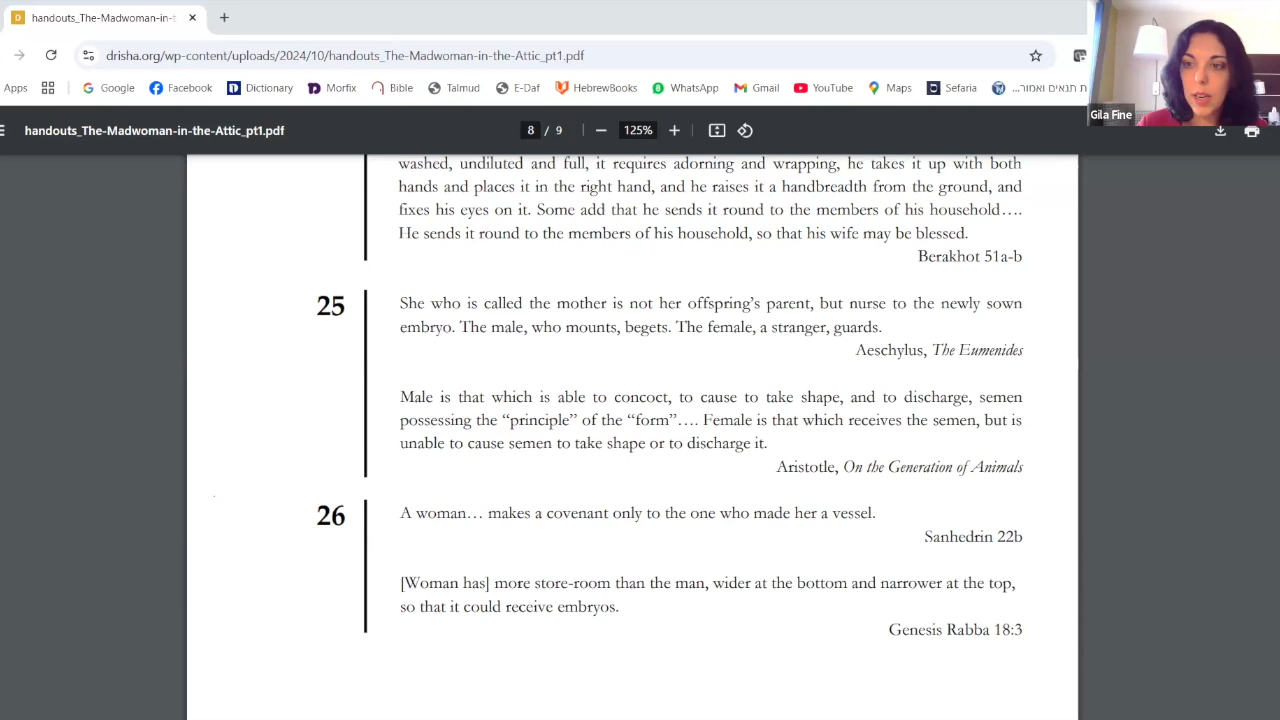 handouts_The-Madwoman-in-t
drisha.org/wp-content/uploads/2024/10/handouts_The-Madwoman-in-the-Attic_pt1.pdf
Apps Google Facebook Dictionary Morfix Bible Talmud E-Daf HebrewBooks WhatsApp Gmail YouTube Maps Sefaria ת תנאים ואמור...
Gila Fine
handouts_The-Madwoman-in-the-Attic_pt1.pdf 8 / 9 125%
washed, undiluted and full, it requires adorning and wrapping, he takes it up with both
hands and places it in the right hand, and he raises it a handbreadth from the ground, and
fixes his eyes on it. Some add that he sends it round to the members of his household….
He sends it round to the members of his household, so that his wife may be blessed.
Berakhot 51a-b
25
She who is called the mother is not her offspring’s parent, but nurse to the newly sown
embryo. The male, who mounts, begets. The female, a stranger, guards.
Aeschylus, The Eumenides
Male is that which is able to concoct, to cause to take shape, and to discharge, semen
possessing the “principle” of the “form”…. Female is that which receives the semen, but is
unable to cause semen to take shape or to discharge it.
Aristotle, On the Generation of Animals
26
A woman… makes a covenant only to the one who made her a vessel.
Sanhedrin 22b
[Woman has] more store-room than the man, wider at the bottom and narrower at the top,
so that it could receive embryos.
Genesis Rabba 18:3